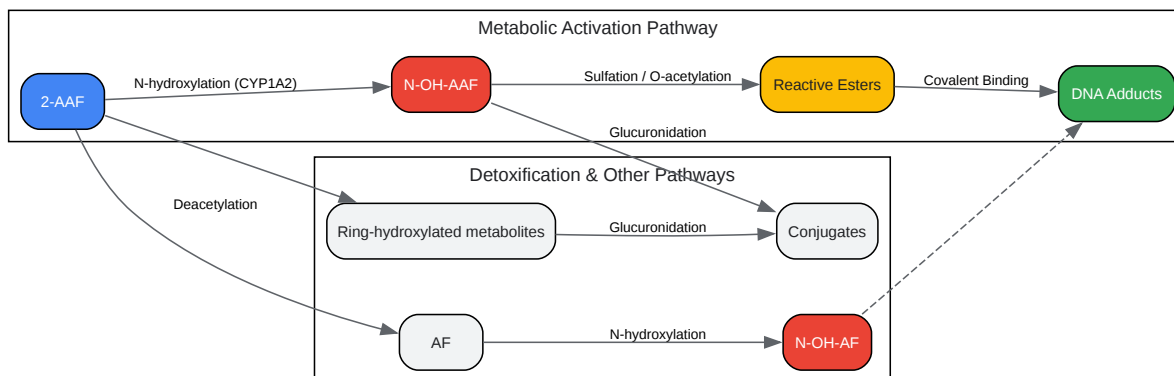 Metabolic Activation Pathway
2-AAF
N-hydroxylation (CYP1A2)
N-OH-AAF
Sulfation / O-acetylation
Reactive Esters
Covalent Binding
DNA Adducts
Glucuronidation
Detoxification & Other Pathways
Deacetylation
Ring-hydroxylated metabolites
Glucuronidation
Conjugates
AF
N-hydroxylation
N-OH-AF